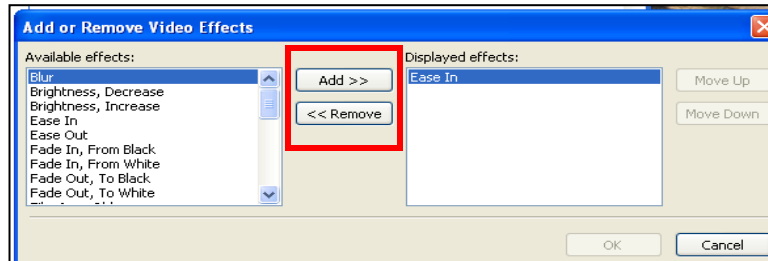 Add or Remove Video Effects
Available effects:
Blur
Brightness, Decrease
Brightness, Increase
Ease In
Ease Out
Fade In, From Black
Fade In, From White
Fade Out, To Black
Fade Out, To White
Add >>
<< Remove
Displayed effects:
Ease In
Move Up
Move Down
OK
Cancel